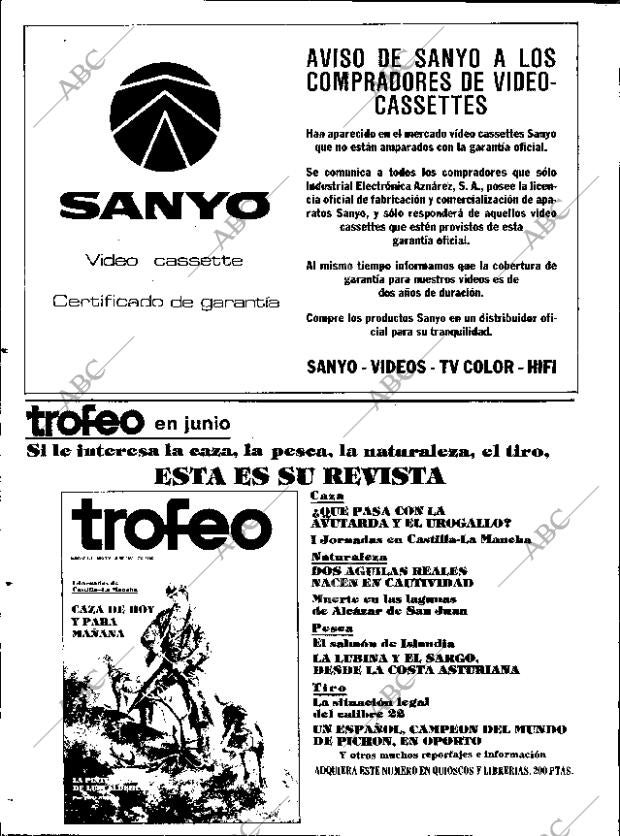 SANYO
Video cassette
Certificado de garantía
AVISO DE SANYO A LOS
COMPRADORES DE VIDEO-
CASSETTES
Han aparecido en el mercado vídeo cassettes Sanyo
que no están amparados con la garantía oficial.
Se comunica a todos los compradores que sólo
Industrial Electrónica Aznárez, S. A., posee la licen-
cia oficial de fabricación y comercialización de apa-
ratos Sanyo, y sólo responderá de aquellos video
cassettes que estén provistos de esta
garantía oficial.
Al mismo tiempo informamos que la cobertura de
garantía para nuestros videos es de
dos años de duración.
Compre los productos Sanyo en un distribuidor ofi-
cial para su tranquilidad.
SANYO - VIDEOS - TV COLOR - HIFI
trofeo en junio
Si le interesa la caza, la pesca, la naturaleza, el tiro,
ESTA ES SU REVISTA
trofeo
I Jornadas de
Castilla-La Mancha
CAZA DE HOY
Y PARA
MAÑANA
Caza
¿QUE PASA CON LA
AVUTARDA Y EL UROGALLO?
I Jornadas en Castilla-La Mancha
Naturaleza
DOS AGUILAS REALES
NACEN EN CAUTIVIDAD
Muerte en las lagunas
de Alcázar de San Juan
Pesca
El salmón de Islandia
LA LUBINA Y EL SARGO,
DESDE LA COSTA ASTURIANA
Tiro
La situación legal
del calibre 22
UN ESPAÑOL, CAMPEON DEL MUNDO
DE PICHON, EN OPORTO
Y otros muchos reportajes e información
ADQUIERA ESTE NUMERO EN QUIOSCOS Y LIBRERIAS. 200 PTAS.